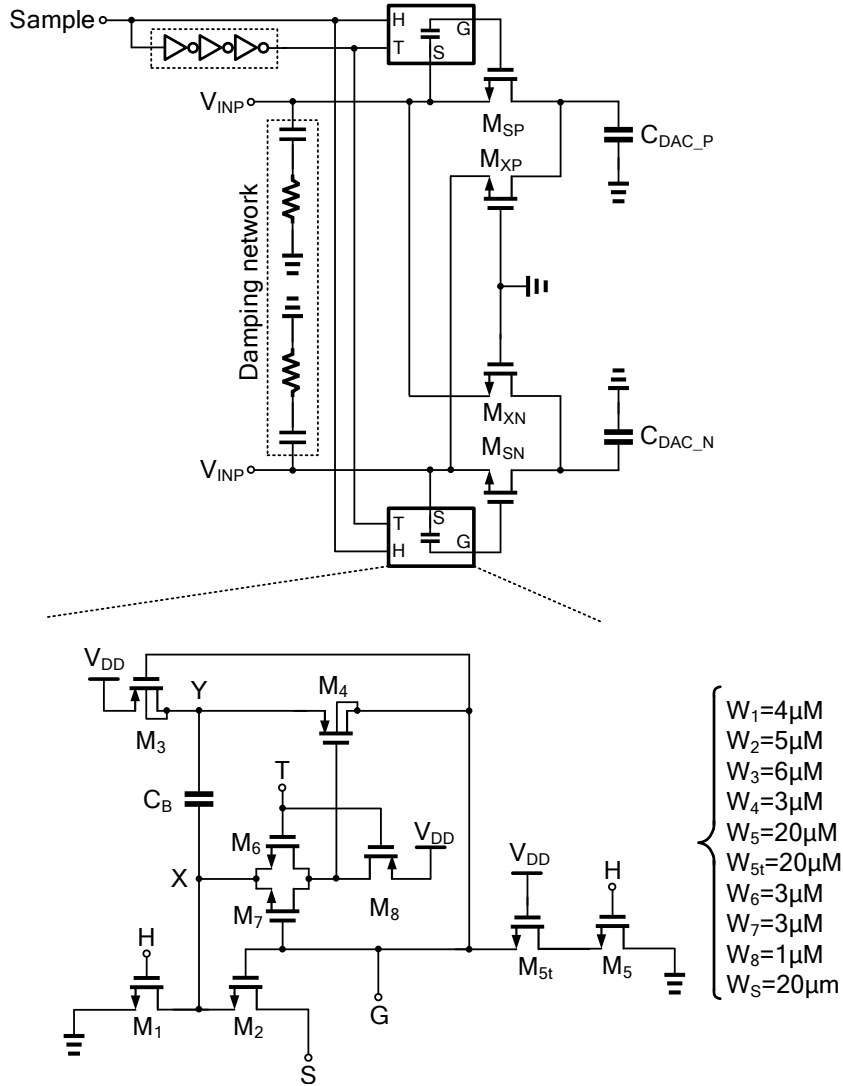 Sample
H
G
T
S
V_INP
M_SP
C_DAC_P
M_XP
Damping network
M_XN
C_DAC_N
M_SN
V_INP
T
S
H
G
V_DD
Y
M_4
M_3
T
C_B
V_DD
M_6
V_DD
H
X
M_7
M_8
H
M_5t
M_5
M_1
M_2
G
S
W_1=4µM
W_2=5µM
W_3=6µM
W_4=3µM
W_5=20µM
W_5t=20µM
W_6=3µM
W_7=3µM
W_8=1µM
W_S=20µm